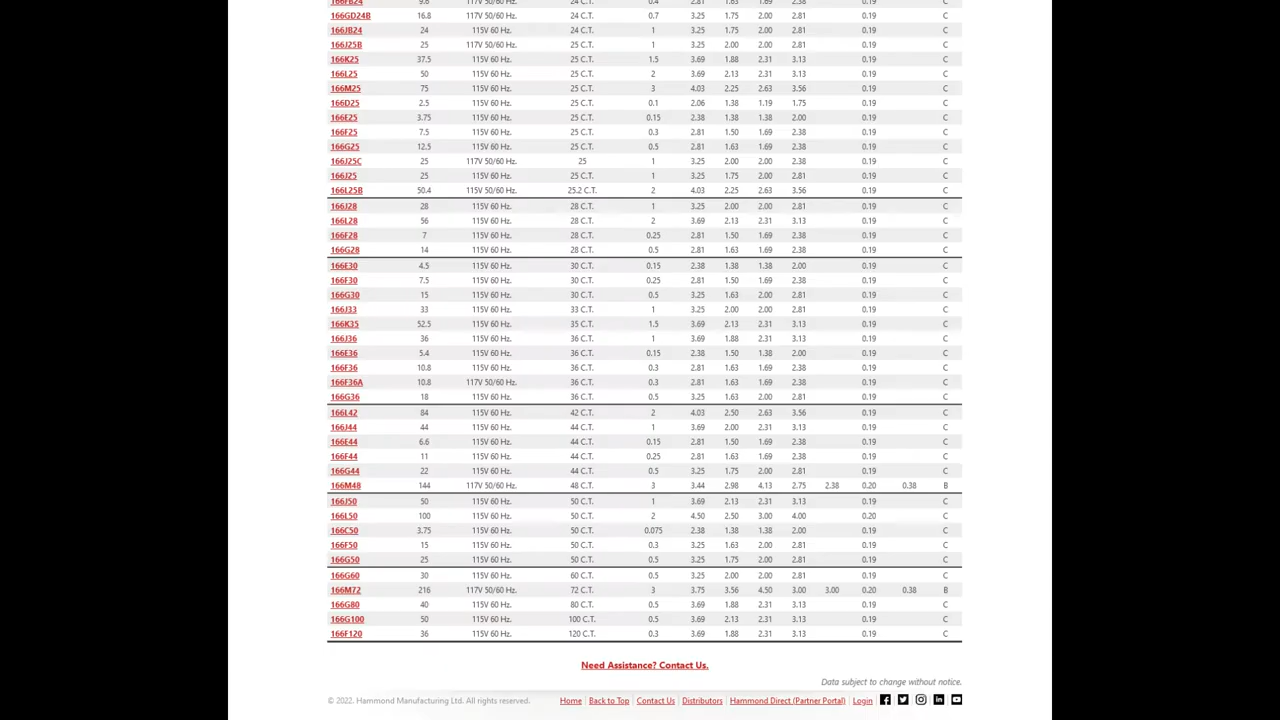 166FB24 9.6 117V 50/60 Hz. 24 C.T. 0.4 2.81 1.63 1.69 2.38 0.19 C
166GD24B 16.8 117V 50/60 Hz. 24 C.T. 0.7 3.25 1.75 2.00 2.81 0.19 C
166JB24 24 115V 60 Hz. 24 C.T. 1 3.25 1.75 2.00 2.81 0.19 C
166J25B 25 117V 50/60 Hz. 25 C.T. 1 3.25 2.00 2.00 2.81 0.19 C
166K25 37.5 115V 60 Hz. 25 C.T. 1.5 3.69 1.88 2.31 3.13 0.19 C
166L25 50 115V 60 Hz. 25 C.T. 2 3.69 2.13 2.31 3.13 0.19 C
166M25 75 115V 60 Hz. 25 C.T. 3 4.03 2.25 2.63 3.56 0.19 C
166D25 2.5 115V 60 Hz. 25 C.T. 0.1 2.06 1.38 1.19 1.75 0.19 C
166E25 3.75 115V 60 Hz. 25 C.T. 0.15 2.38 1.38 1.38 2.00 0.19 C
166F25 7.5 115V 60 Hz. 25 C.T. 0.3 2.81 1.50 1.69 2.38 0.19 C
166G25 12.5 115V 60 Hz. 25 C.T. 0.5 2.81 1.63 1.69 2.38 0.19 C
166J25C 25 117V 50/60 Hz. 25 1 3.25 2.00 2.00 2.38 0.19 C
166J25 25 115V 60 Hz. 25 C.T. 1 3.25 1.75 2.00 2.81 0.19 C
166L25B 50.4 115V 50/60 Hz. 25.2 C.T. 2 4.03 2.25 2.63 3.56 0.19 C
166J28 28 115V 60 Hz. 28 C.T. 1 3.25 2.00 2.00 2.81 0.19 C
166L28 56 115V 60 Hz. 28 C.T. 2 3.69 2.13 2.31 3.13 0.19 C
166F28 7 115V 60 Hz. 28 C.T. 0.25 2.81 1.50 1.69 2.38 0.19 C
166G28 14 115V 60 Hz. 28 C.T. 0.5 2.81 1.63 1.69 2.38 0.19 C
166E30 4.5 115V 60 Hz. 30 C.T. 0.15 2.38 1.38 1.38 2.00 0.19 C
166F30 7.5 115V 60 Hz. 30 C.T. 0.25 2.81 1.50 1.69 2.38 0.19 C
166G30 15 115V 60 Hz. 30 C.T. 0.5 3.25 1.63 2.00 2.81 0.19 C
166J33 33 115V 60 Hz. 33 C.T. 1 3.25 2.00 2.00 2.81 0.19 C
166K35 52.5 115V 60 Hz. 35 C.T. 1.5 3.69 2.13 2.31 3.13 0.19 C
166J36 36 115V 60 Hz. 36 C.T. 1 3.69 1.88 2.31 3.13 0.19 C
166E36 5.4 115V 60 Hz. 36 C.T. 0.15 2.38 1.50 1.38 2.00 0.19 C
166F36 10.8 115V 60 Hz. 36 C.T. 0.3 2.81 1.63 1.69 2.38 0.19 C
166F36A 10.8 117V 50/60 Hz. 36 C.T. 0.3 2.81 1.63 1.69 2.38 0.19 C
166G36 18 115V 60 Hz. 36 C.T. 0.5 3.25 1.63 2.00 2.81 0.19 C
166L42 84 115V 60 Hz. 42 C.T. 2 4.03 2.50 2.63 3.56 0.19 C
166J44 44 115V 60 Hz. 44 C.T. 1 3.69 2.00 2.31 3.13 0.19 C
166E44 6.6 115V 60 Hz. 44 C.T. 0.15 2.81 1.50 1.69 2.38 0.19 C
166F44 11 115V 60 Hz. 44 C.T. 0.25 2.81 1.63 1.69 2.38 0.19 C
166G44 22 115V 60 Hz. 44 C.T. 0.5 3.25 1.75 2.00 2.81 0.19 C
166M48 144 117V 50/60 Hz. 48 C.T. 3 3.44 2.98 4.13 2.75 2.38 0.20 0.38 B
166J50 50 115V 60 Hz. 50 C.T. 1 3.69 2.13 2.31 3.13 0.19 C
166L50 100 115V 60 Hz. 50 C.T. 2 4.50 2.50 3.00 4.00 0.20 C
166C50 3.75 115V 60 Hz. 50 C.T. 0.075 2.38 1.38 1.38 2.00 0.19 C
166F50 15 115V 60 Hz. 50 C.T. 0.3 3.25 1.63 2.00 2.81 0.19 C
166G50 25 115V 60 Hz. 50 C.T. 0.5 3.25 1.75 2.00 2.81 0.19 C
166G60 30 115V 60 Hz. 60 C.T. 0.5 3.25 2.00 2.00 2.81 0.19 C
166M72 216 117V 50/60 Hz. 72 C.T. 3 3.75 3.56 4.50 3.00 3.00 0.20 0.38 B
166G80 40 115V 60 Hz. 80 C.T. 0.5 3.69 1.88 2.31 3.13 0.19 C
166G100 50 115V 60 Hz. 100 C.T. 0.5 3.69 2.13 2.31 3.13 0.19 C
166F120 36 115V 60 Hz. 120 C.T. 0.3 3.69 1.88 2.31 3.13 0.19 C
Need Assistance? Contact Us.
Data subject to change without notice.
© 2022. Hammond Manufacturing Ltd. All rights reserved. Home | Back to Top | Contact Us | Distributors | Hammond Direct (Partner Portal) | Login